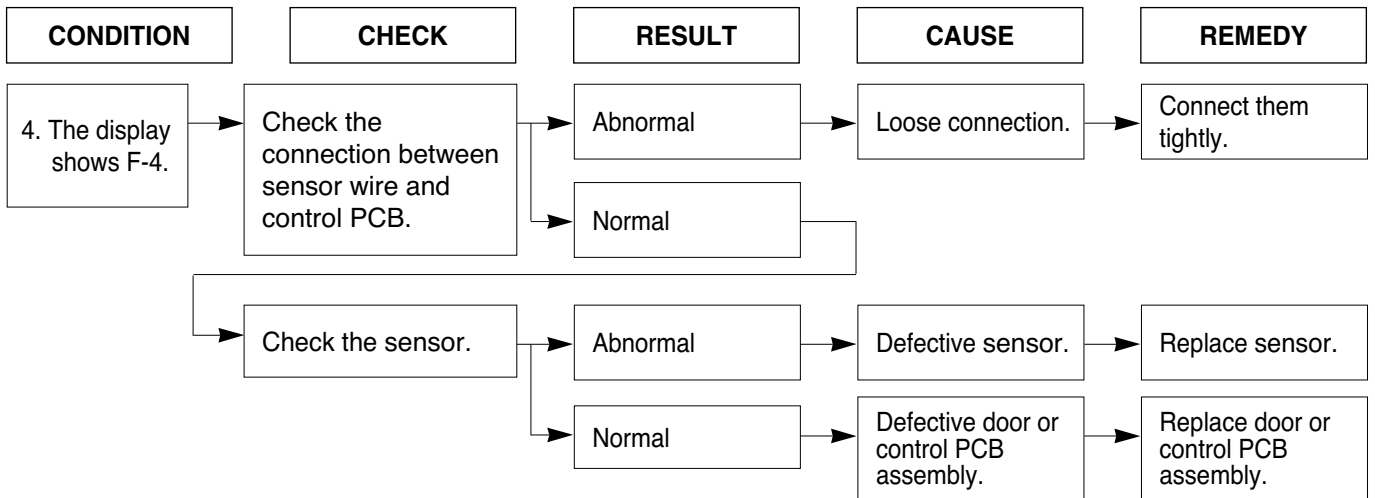 CONDITION
CHECK
RESULT
CAUSE
REMEDY
4. The display
shows F-4.
Check the
connection between
sensor wire and
control PCB.
Abnormal
Loose connection.
Connect them
tightly.
Normal
Check the sensor.
Abnormal
Defective sensor.
Replace sensor.
Normal
Defective door or
control PCB
assembly.
Replace door or
control PCB
assembly.